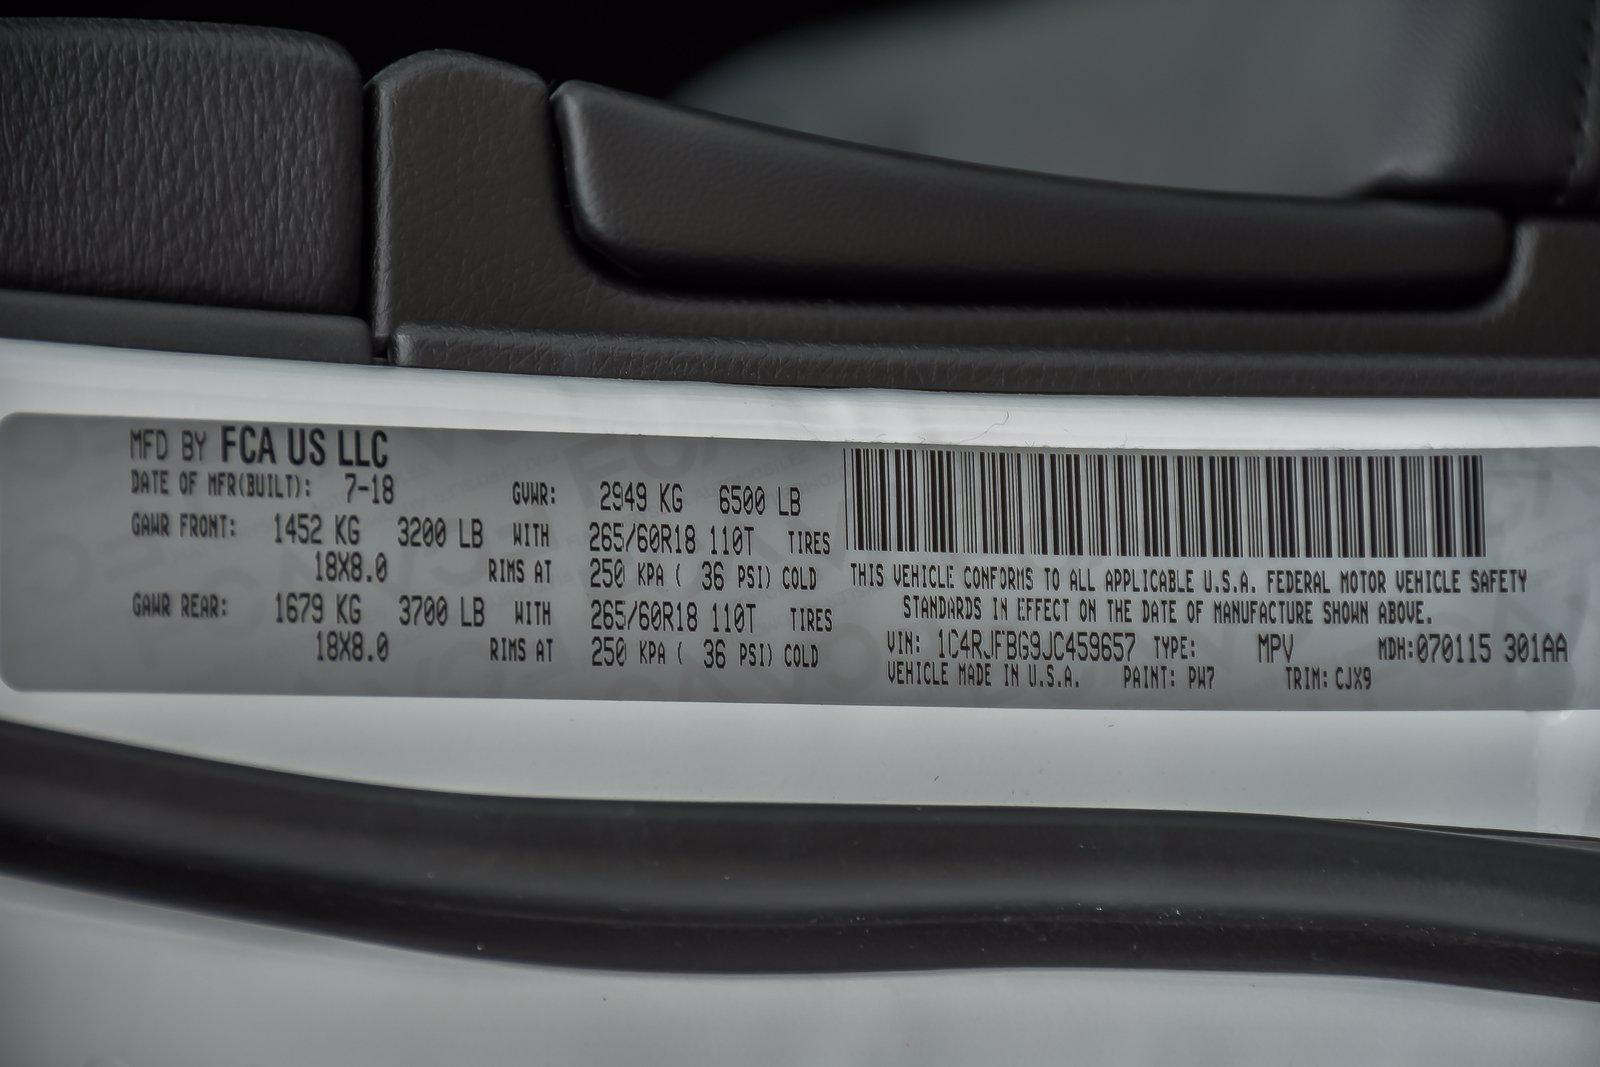 MFD BY FCA US LLC
DATE OF MFR(BUILT): 7-18 GVWR: 2949 KG 6500 LB
GAWR FRONT: 1452 KG 3200 LB WITH 265/60R18 110T TIRES
18X8.0 RIMS AT 250 KPA ( 36 PSI) COLD
GAWR REAR: 1679 KG 3700 LB WITH 265/60R18 110T TIRES
18X8.0 RIMS AT 250 KPA ( 36 PSI) COLD
THIS VEHICLE CONFORMS TO ALL APPLICABLE U.S.A. FEDERAL MOTOR VEHICLE SAFETY
STANDARDS IN EFFECT ON THE DATE OF MANUFACTURE SHOWN ABOVE.
VIN: 1C4RJFBG9JC459657 TYPE: MPV MDH:070115 301AA
VEHICLE MADE IN U.S.A. PAINT: PW7 TRIM: CJX9